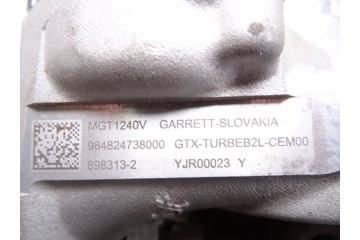 MGT1240V GARRETT-SLOVAKIA
984824738000 GTX-TURBEB2L-CEM00
898313-2 YJR00023 Y